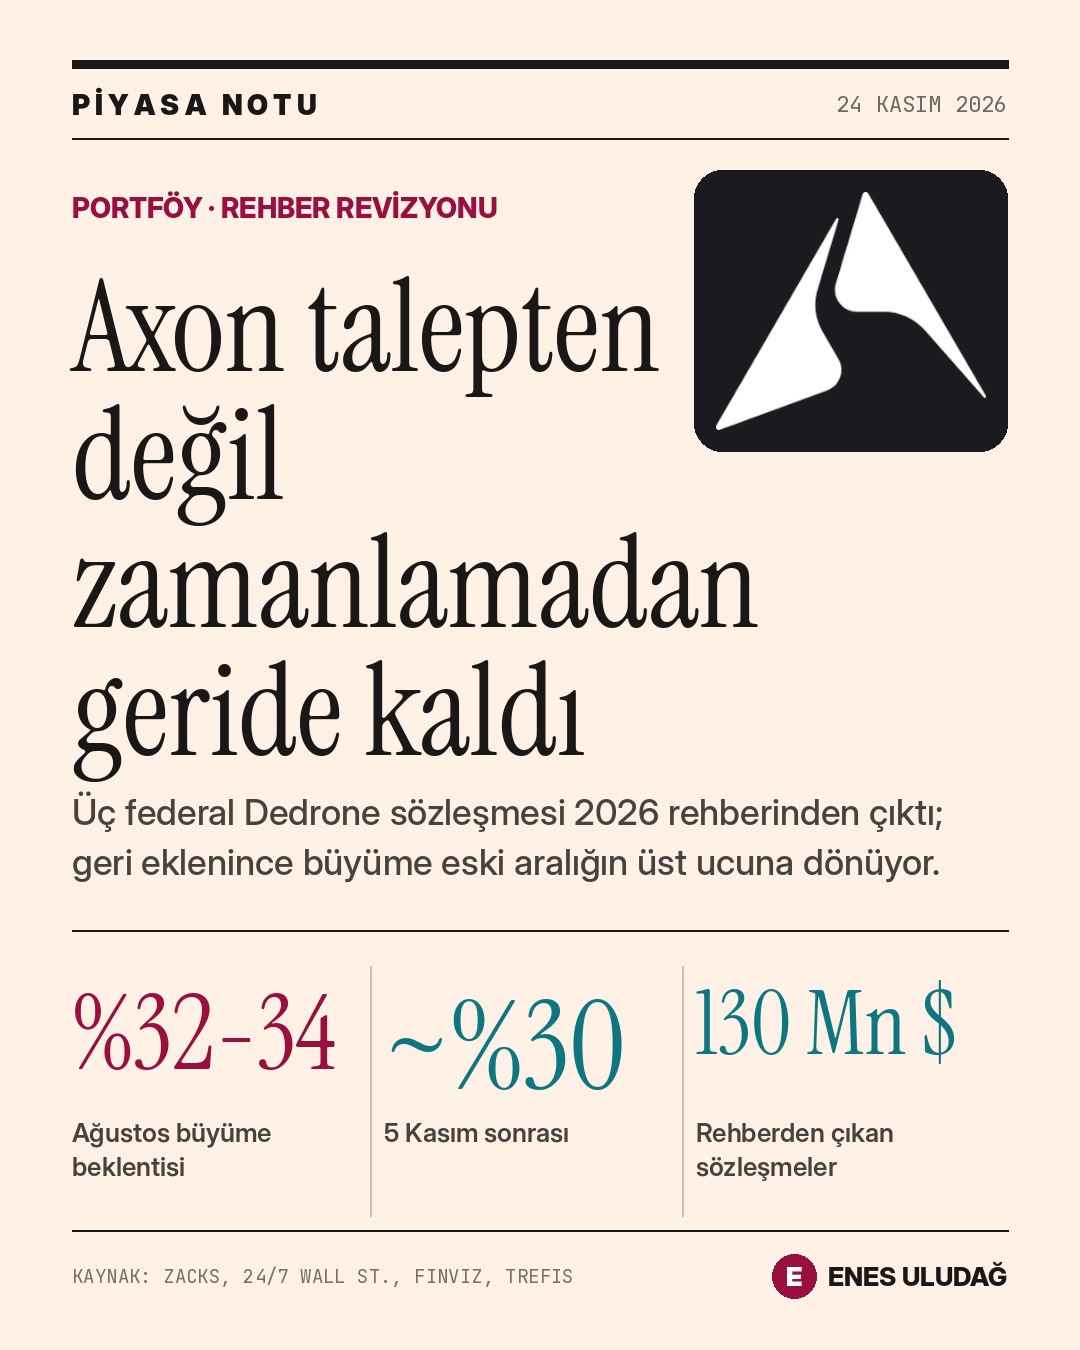 PİYASA NOTU
24 KASIM 2026
PORTFÖY · REHBER REVİZYONU
Axon talepten
değil
zamanlamadan
geride kaldı
Üç federal Dedrone sözleşmesi 2026 rehberinden çıktı;
geri eklenince büyüme eski aralığın üst ucuna dönüyor.
%32-34
Ağustos büyüme
beklentisi
~%30
5 Kasım sonrası
130 Mn $
Rehberden çıkan
sözleşmeler
KAYNAK: ZACKS, 24/7 WALL ST., FINVIZ, TREFIS
E ENES ULUDAĞ